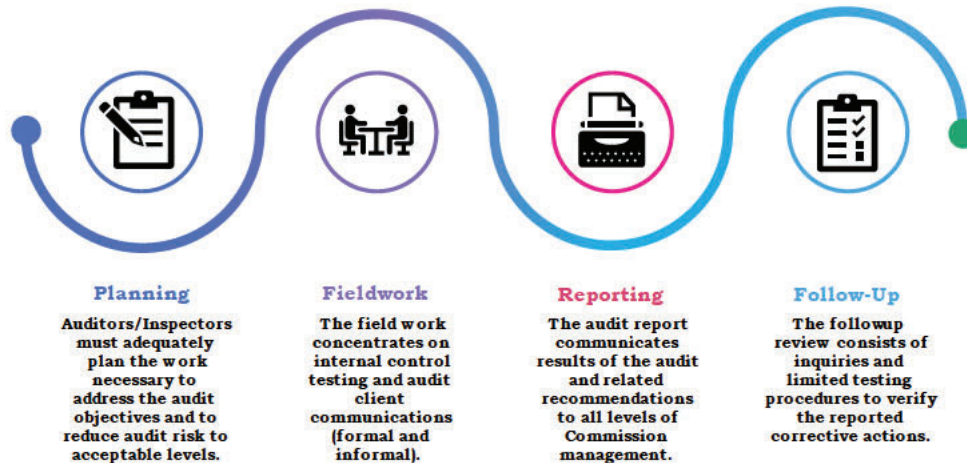 Planning
Auditors/Inspectors
must adequately
plan the work
necessary to
address the audit
objectives and to
reduce audit risk to
acceptable levels.
Fieldwork
The field work
concentrates on
internal control
testing and audit
client
communications
(formal and
informal).
Reporting
The audit report
communicates
results of the audit
and related
recommendations
to all levels of
Commission
management.
Follow-Up
The followup
review consists of
inquiries and
limited testing
procedures to verify
the reported
corrective actions.